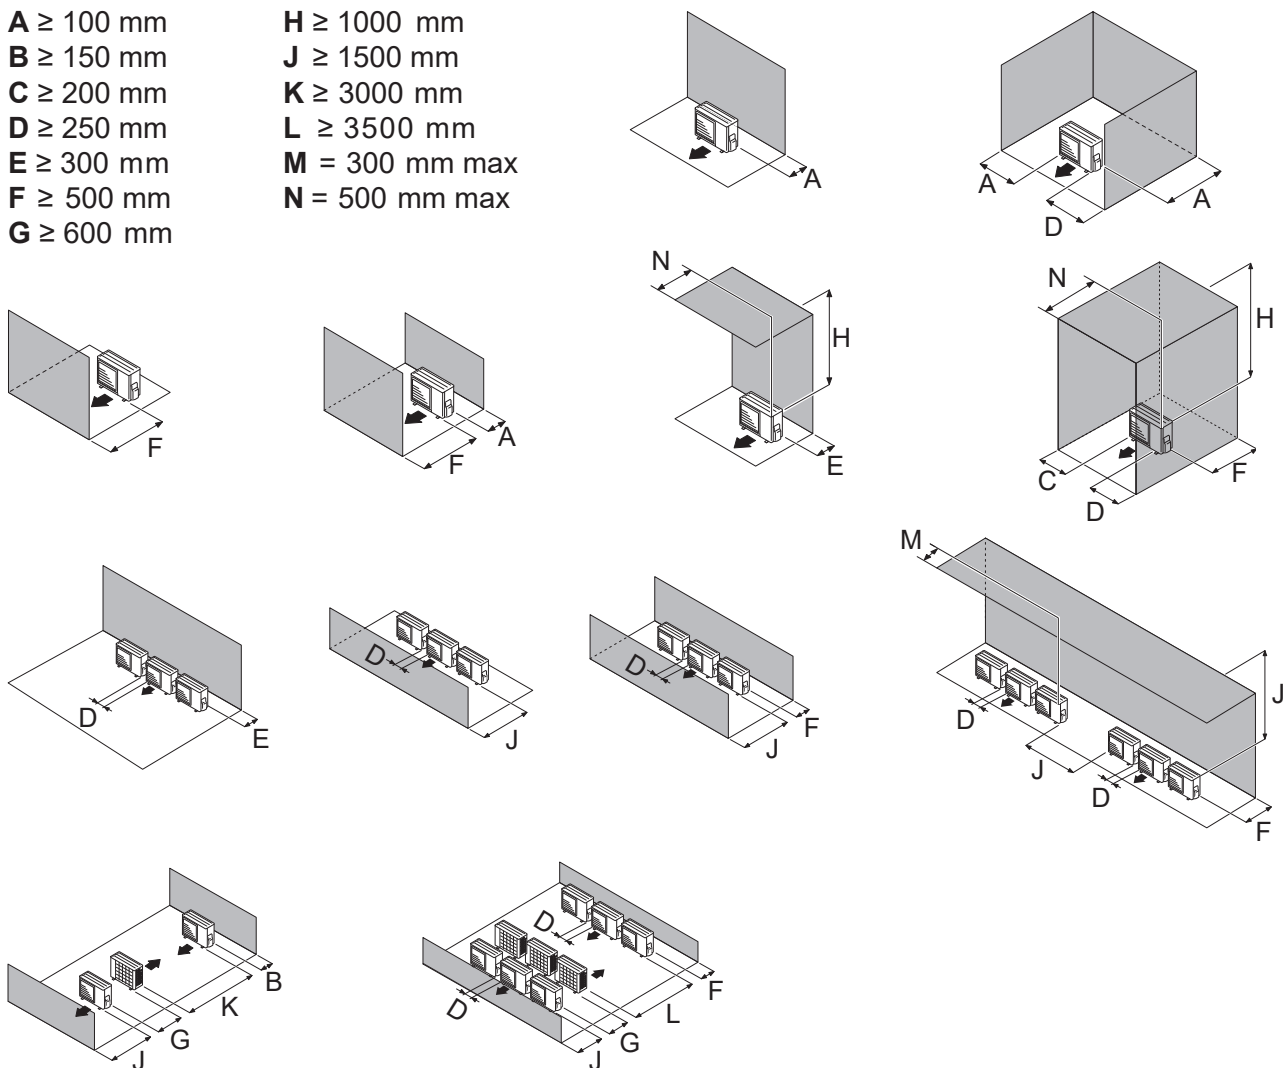 A ≥ 100 mm
B ≥ 150 mm
C ≥ 200 mm
D ≥ 250 mm
E ≥ 300 mm
F ≥ 500 mm
G ≥ 600 mm
H ≥ 1000 mm
J ≥ 1500 mm
K ≥ 3000 mm
L ≥ 3500 mm
M = 300 mm max
N = 500 mm max
A
A
D
A
F
F
A
N
H
E
N
H
C
D
F
D
E
D
J
D
J
F
M
J
D
J
D
F
B
K
G
J
D
D
F
L
G
J